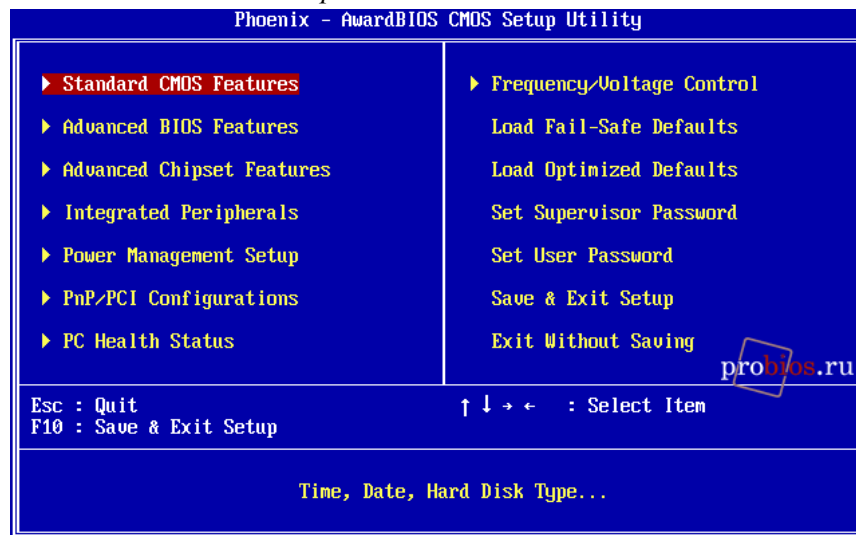 Phoenix - AwardBIOS CMOS Setup Utility
Standard CMOS Features
Advanced BIOS Features
Advanced Chipset Features
Integrated Peripherals
Power Management Setup
PnP/PCI Configurations
PC Health Status
Frequency/Voltage Control
Load Fail-Safe Defaults
Load Optimized Defaults
Set Supervisor Password
Set User Password
Save & Exit Setup
Exit Without Saving
probios.ru
Esc : Quit
F10 : Save & Exit Setup
↑ ↓ → ← : Select Item
Time, Date, Hard Disk Type...